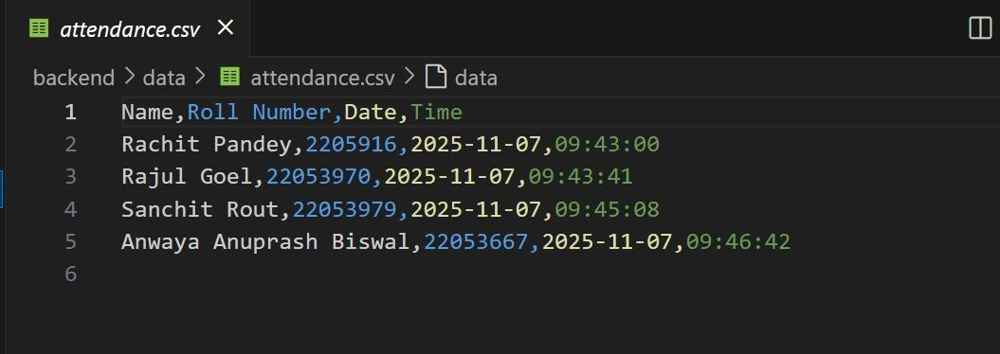 attendance.csv
backend > data > attendance.csv > data
1 Name,Roll Number,Date,Time
2 Rachit Pandey,2205916,2025-11-07,09:43:00
3 Rajul Goel,22053970,2025-11-07,09:43:41
4 Sanchit Rout,22053979,2025-11-07,09:45:08
5 Anwaya Anuprash Biswal,22053667,2025-11-07,09:46:42
6